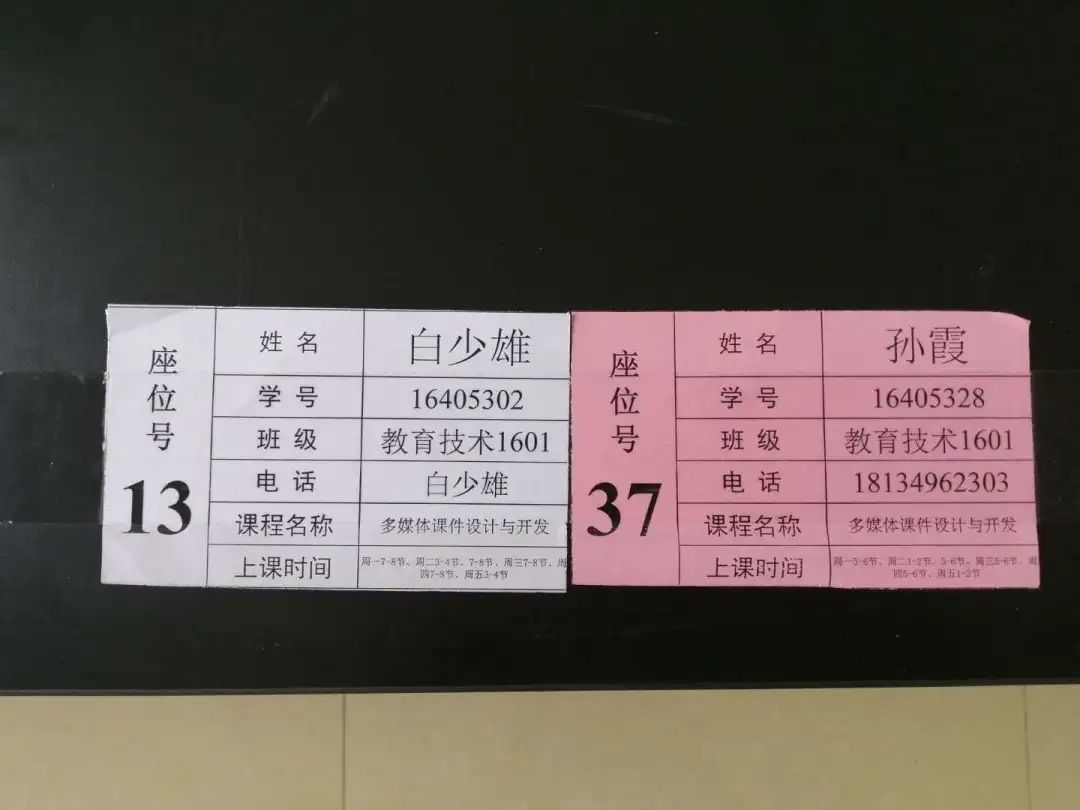 座位号
13
姓名 白少雄
学号 16405302
班级 教育技术1601
电话 白少雄
课程名称 多媒体课件设计与开发
上课时间 周一7-8节、周二3-4节、7-8节、周三7-8节、周四7-8节、周五3-4节
座位号
37
姓名 孙霞
学号 16405328
班级 教育技术1601
电话 18134962303
课程名称 多媒体课件设计与开发
上课时间 周一5-6节、周二1-2节、5-6节、周三5-6节、周四5-6节、周五1-2节